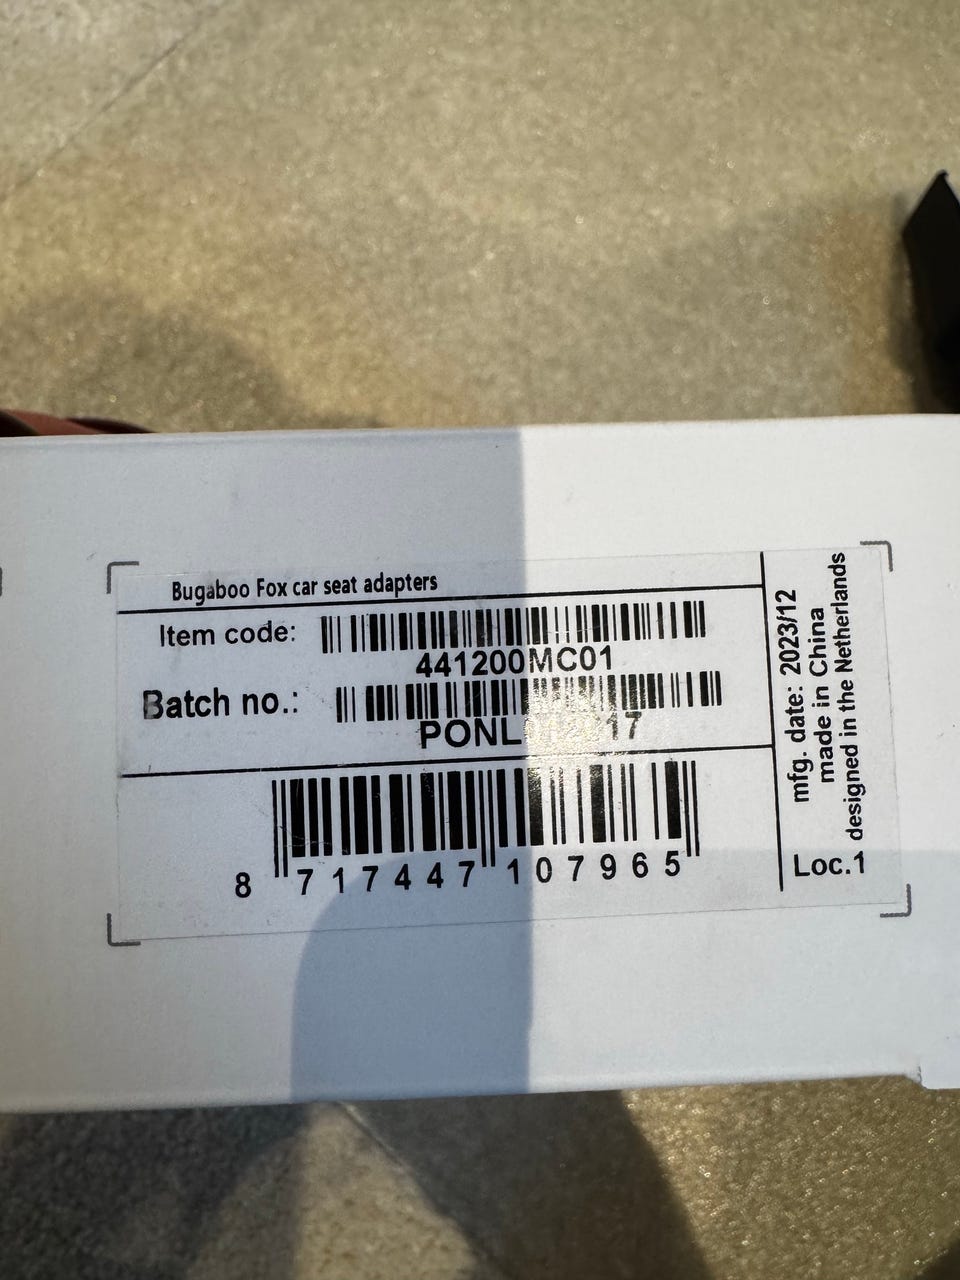 Bugaboo Fox car seat adapters
Item code:
441200MC01
Batch no.:
8 717447 107965
mfg. date: 2023/12
made in China
designed in the Netherlands
Loc.1